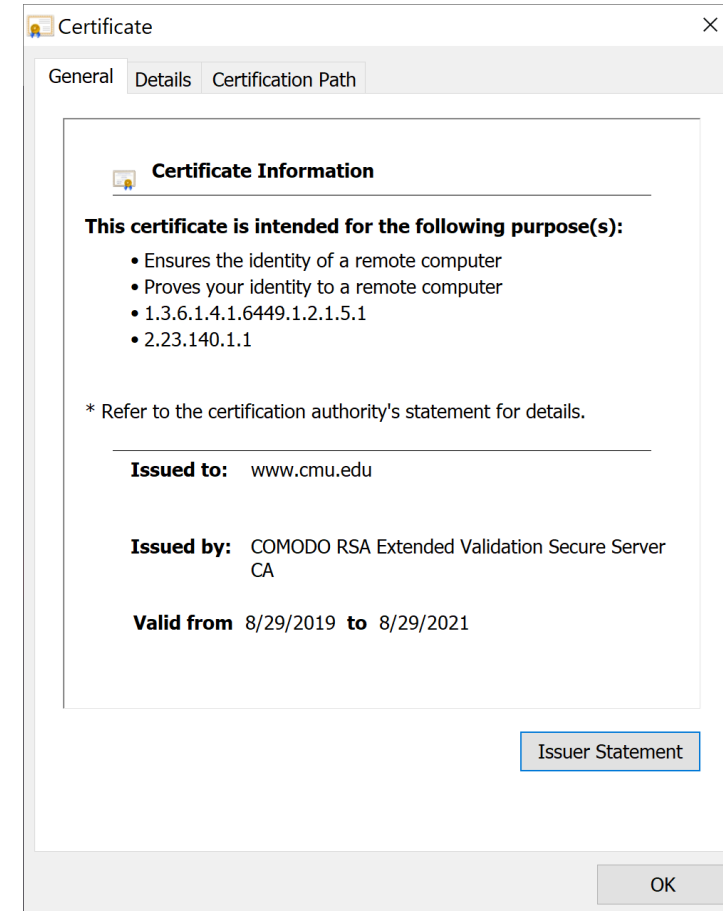 Certificate
General Details Certification Path
Certificate Information
This certificate is intended for the following purpose(s):
• Ensures the identity of a remote computer
• Proves your identity to a remote computer
• 1.3.6.1.4.1.6449.1.2.1.5.1
• 2.23.140.1.1
* Refer to the certification authority's statement for details.
Issued to: www.cmu.edu
Issued by: COMODO RSA Extended Validation Secure Server
CA
Valid from 8/29/2019 to 8/29/2021
Issuer Statement
OK